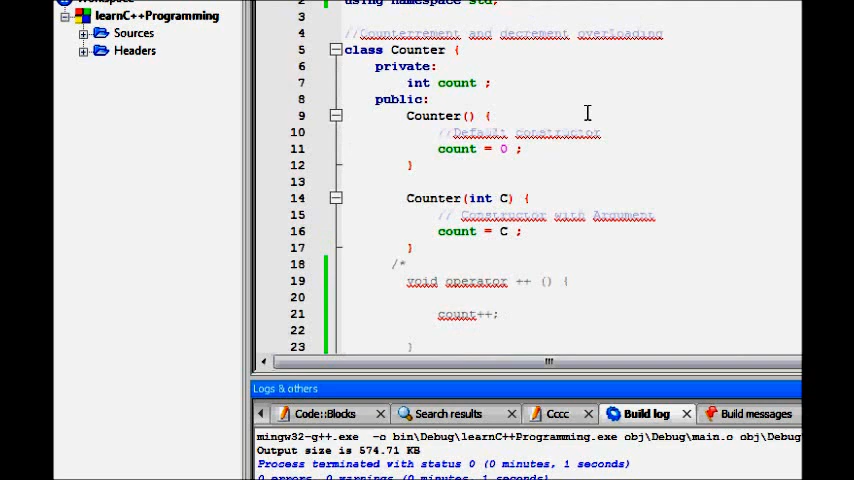 Workspace
2 using namespace std;
learnC++Programming
3
Sources
4 //Counterrement and decrement overloading
Headers
5 class Counter {
6 private:
7 int count ;
8 public:
9 Counter() {
10 //Default constructor
11 count = 0 ;
12 }
13
14 Counter(int C) {
15 // Constructor with Argument
16 count = C ;
17 }
18 /*
19 void operator ++ () {
20
21 count++;
22
23 }
Logs & others
Code::Blocks Search results Cccc Build log Build messages
mingw32-g++.exe -o bin\Debug\learnC++Programming.exe obj\Debug\main.o obj\Debug
Output size is 574.71 KB
Process terminated with status 0 (0 minutes, 1 seconds)
0 errors, 0 warnings (0 minutes, 1 seconds)